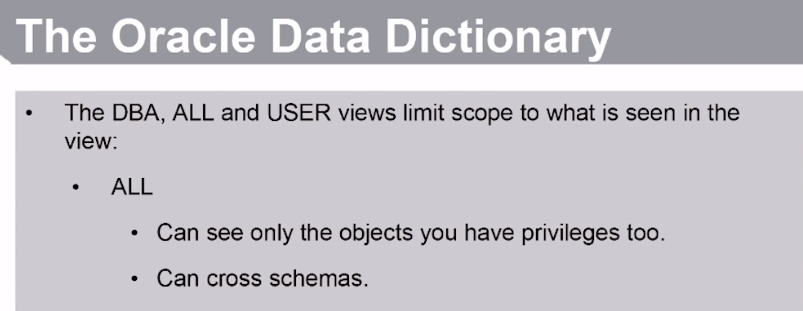 The Oracle Data Dictionary
• The DBA, ALL and USER views limit scope to what is seen in the
view:
• ALL
• Can see only the objects you have privileges too.
• Can cross schemas.